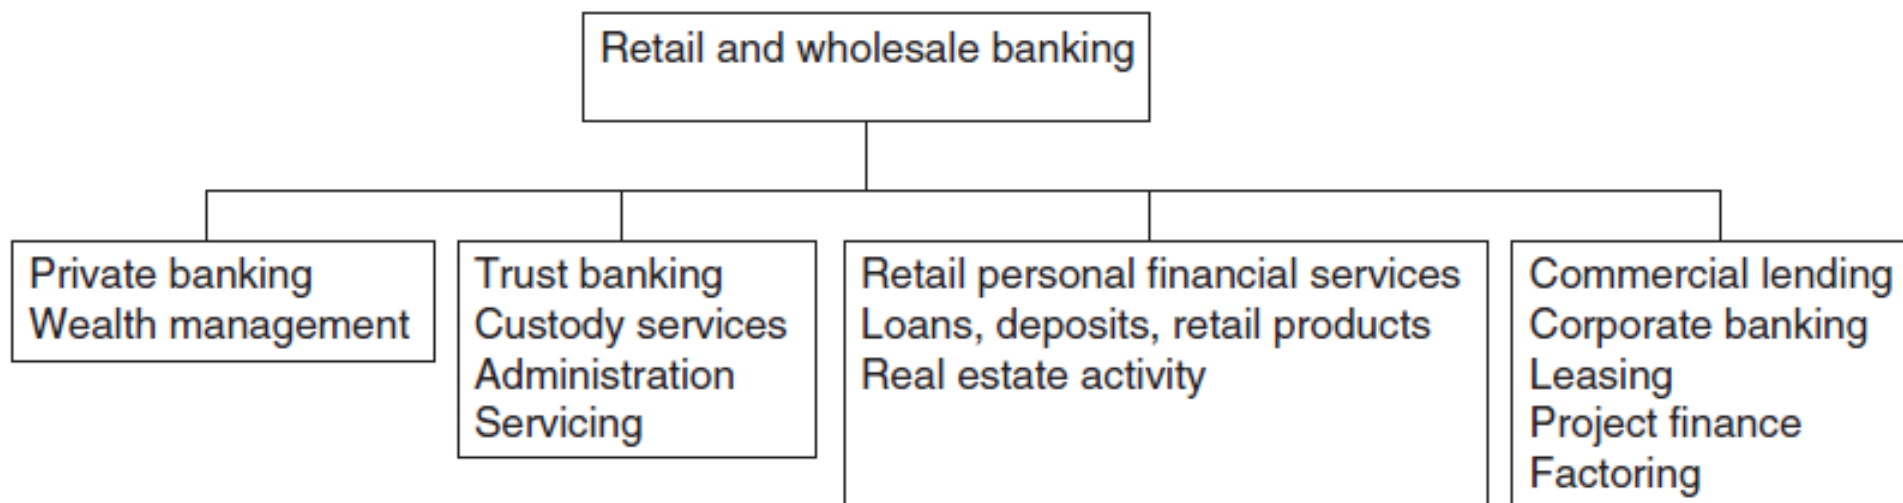 Retail and wholesale banking
Private banking
Wealth management
Trust banking
Custody services
Administration
Servicing
Retail personal financial services
Loans, deposits, retail products
Real estate activity
Commercial lending
Corporate banking
Leasing
Project finance
Factoring